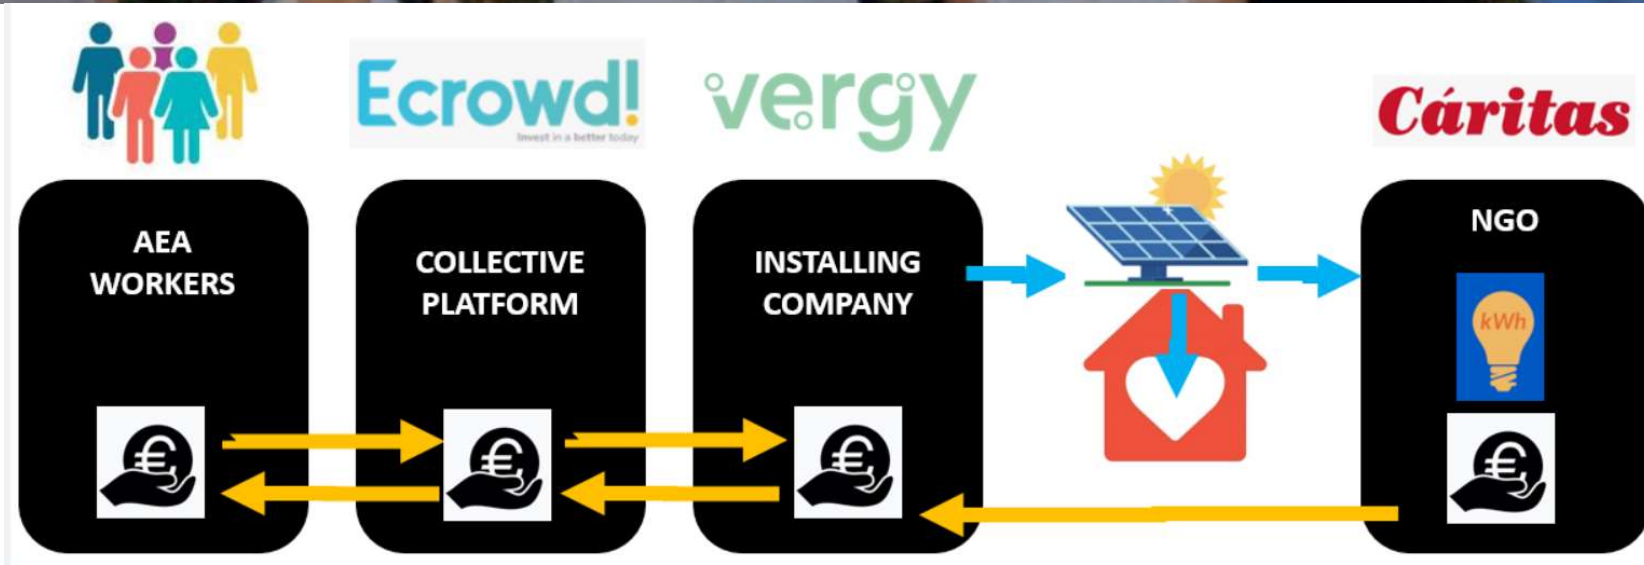 Ecrowd!
Invest in a better today
vergy
Cáritas
AEA
WORKERS
COLLECTIVE
PLATFORM
INSTALLING
COMPANY
NGO
kWh
€
€
€
€